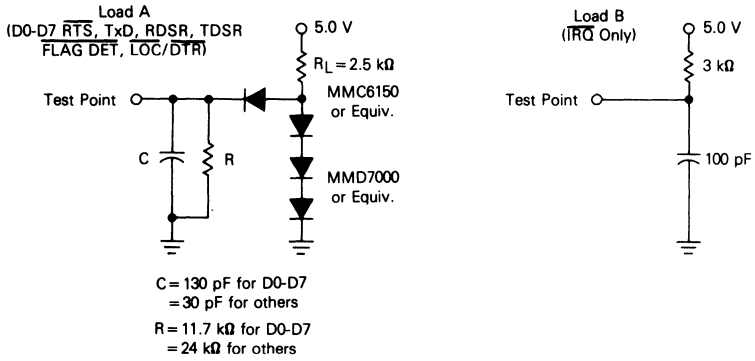 Load A
(D0-D7 RTS, TxD, RDSR, TDSR
FLAG DET, LOC/DTR)
5.0 V
RL = 2.5 kΩ
MMC6150
or Equiv.
Test Point
C
R
MMD7000
or Equiv.
C = 130 pF for D0-D7
= 30 pF for others
R = 11.7 kΩ for D0-D7
= 24 kΩ for others
Load B
(IRQ Only)
5.0 V
3 kΩ
Test Point
100 pF